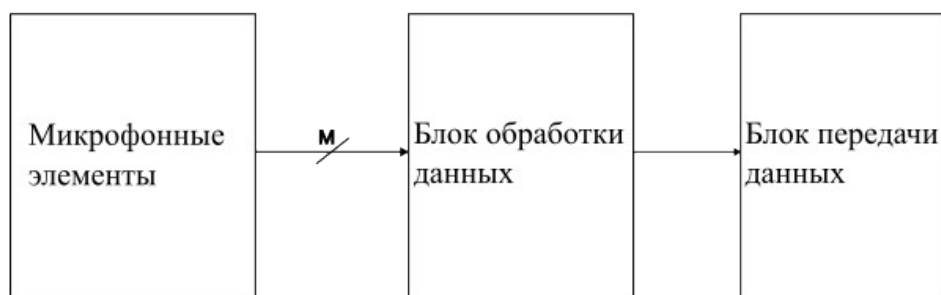 Микрофонные
элементы
М
Блок обработки
данных
Блок передачи
данных